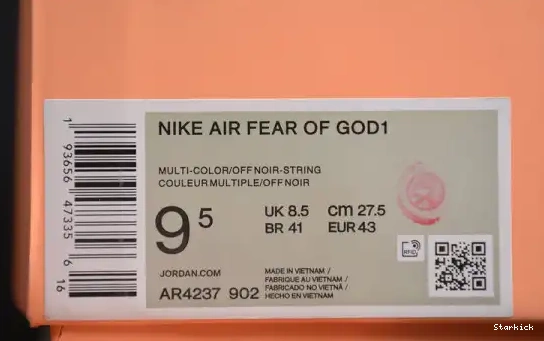 NIKE AIR FEAR OF GOD1
MULTI-COLOR/OFF NOIR-STRING
COULEUR MULTIPLE/OFF NOIR
9⁵
UK 8.5 cm 27.5
BR 41 EUR 43
JORDAN.COM
AR4237 902
MADE IN VIETNAM /
FABRIQUE AU VIETNAM /
FABRICADO NO VIETNÃ /
HECHO EN VIETNAM
RFID
1 93656 47335 6 16
Starkick